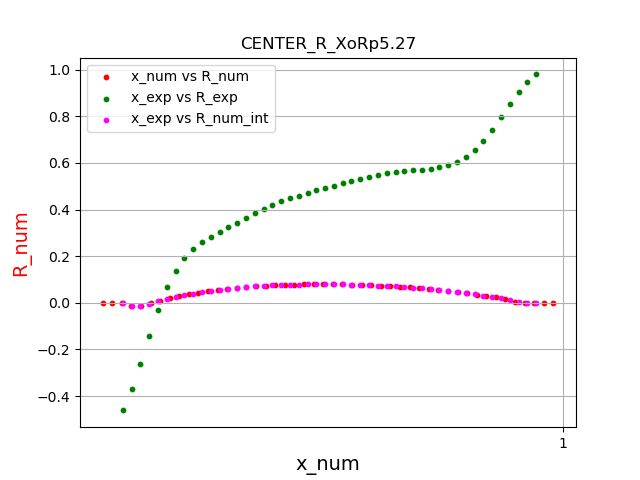 CENTER_R_XoRp5.27
x_num vs R_num
x_exp vs R_exp
x_exp vs R_num_int
1.0
0.8
0.6
0.4
0.2
0.0
−0.2
−0.4
R_num
1
x_num